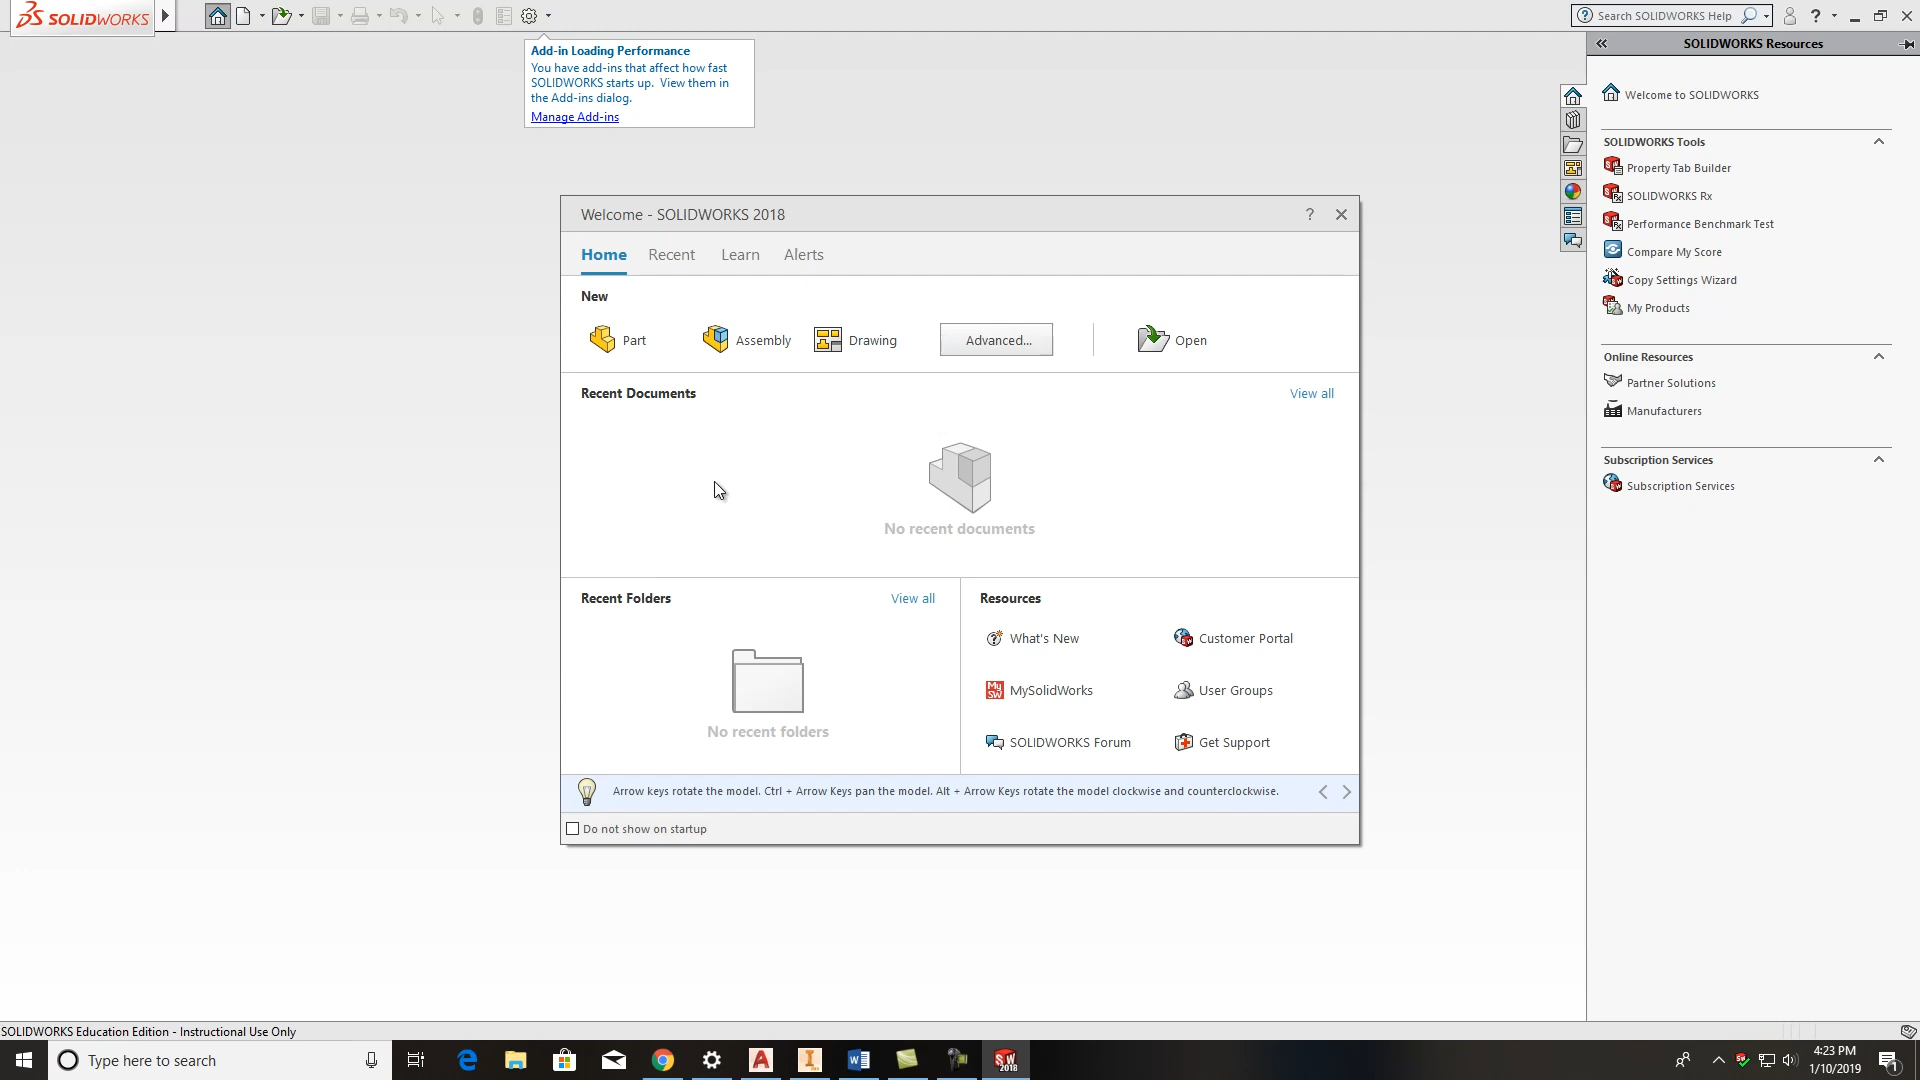 SOLIDWORKS
Search SOLIDWORKS Help
Add-in Loading Performance
You have add-ins that affect how fast
SOLIDWORKS starts up. View them in
the Add-ins dialog.
Manage Add-ins
SOLIDWORKS Resources
Welcome to SOLIDWORKS
SOLIDWORKS Tools
Property Tab Builder
SOLIDWORKS Rx
Performance Benchmark Test
Compare My Score
Copy Settings Wizard
My Products
Online Resources
Partner Solutions
Manufacturers
Subscription Services
Subscription Services
Welcome - SOLIDWORKS 2018
Home Recent Learn Alerts
New
Part Assembly Drawing Advanced... Open
Recent Documents View all
No recent documents
Recent Folders View all
No recent folders
Resources
What's New Customer Portal
MySolidWorks User Groups
SOLIDWORKS Forum Get Support
Arrow keys rotate the model. Ctrl + Arrow Keys pan the model. Alt + Arrow Keys rotate the model clockwise and counterclockwise.
Do not show on startup
SOLIDWORKS Education Edition - Instructional Use Only
Type here to search
4:23 PM
1/10/2019